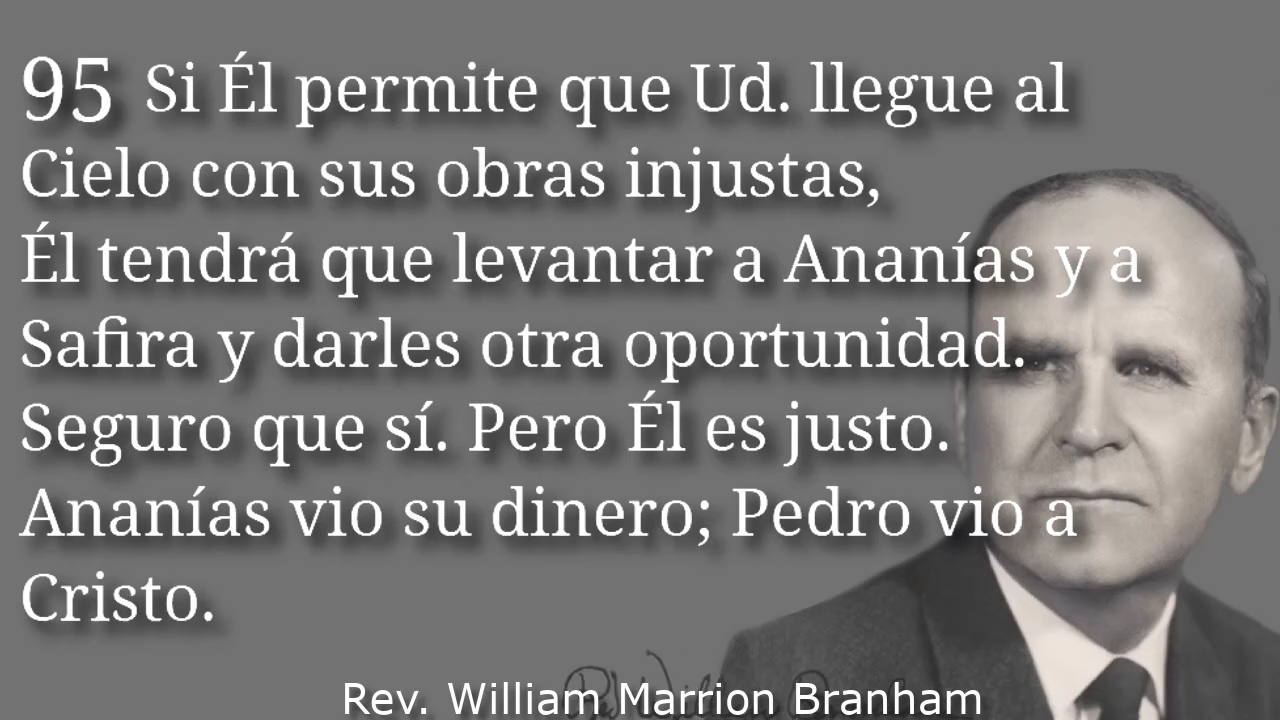 95 Si Él permite que Ud. llegue al
Cielo con sus obras injustas,
Él tendrá que levantar a Ananías y a
Safira y darles otra oportunidad.
Seguro que sí. Pero Él es justo.
Ananías vio su dinero; Pedro vio a
Cristo.
Rev. William Marrion Branham